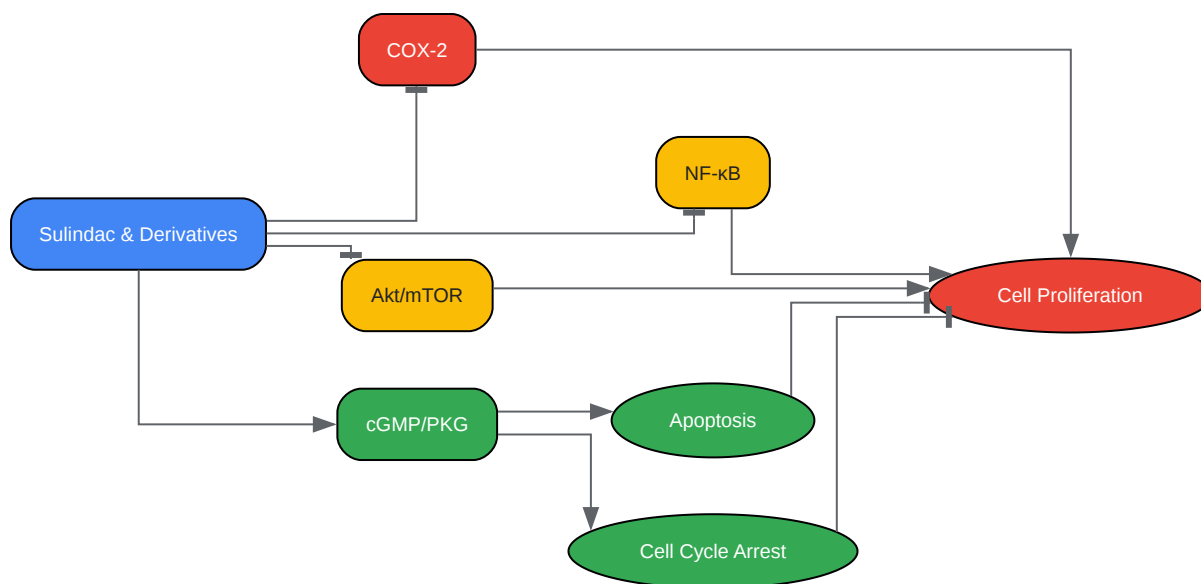 COX-2
NF-κB
Sulindac & Derivatives
Akt/mTOR
Cell Proliferation
cGMP/PKG
Apoptosis
Cell Cycle Arrest